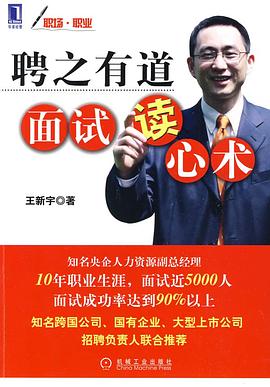 职场·职业
聘之有道
面试读
心术
王新宇◎著
知名央企人力资源副总经理
10年职业生涯，面试近5000人
面试成功率达到90%以上
知名跨国公司、国有企业、大型上市公司
招聘负责人联合推荐
机械工业出版社